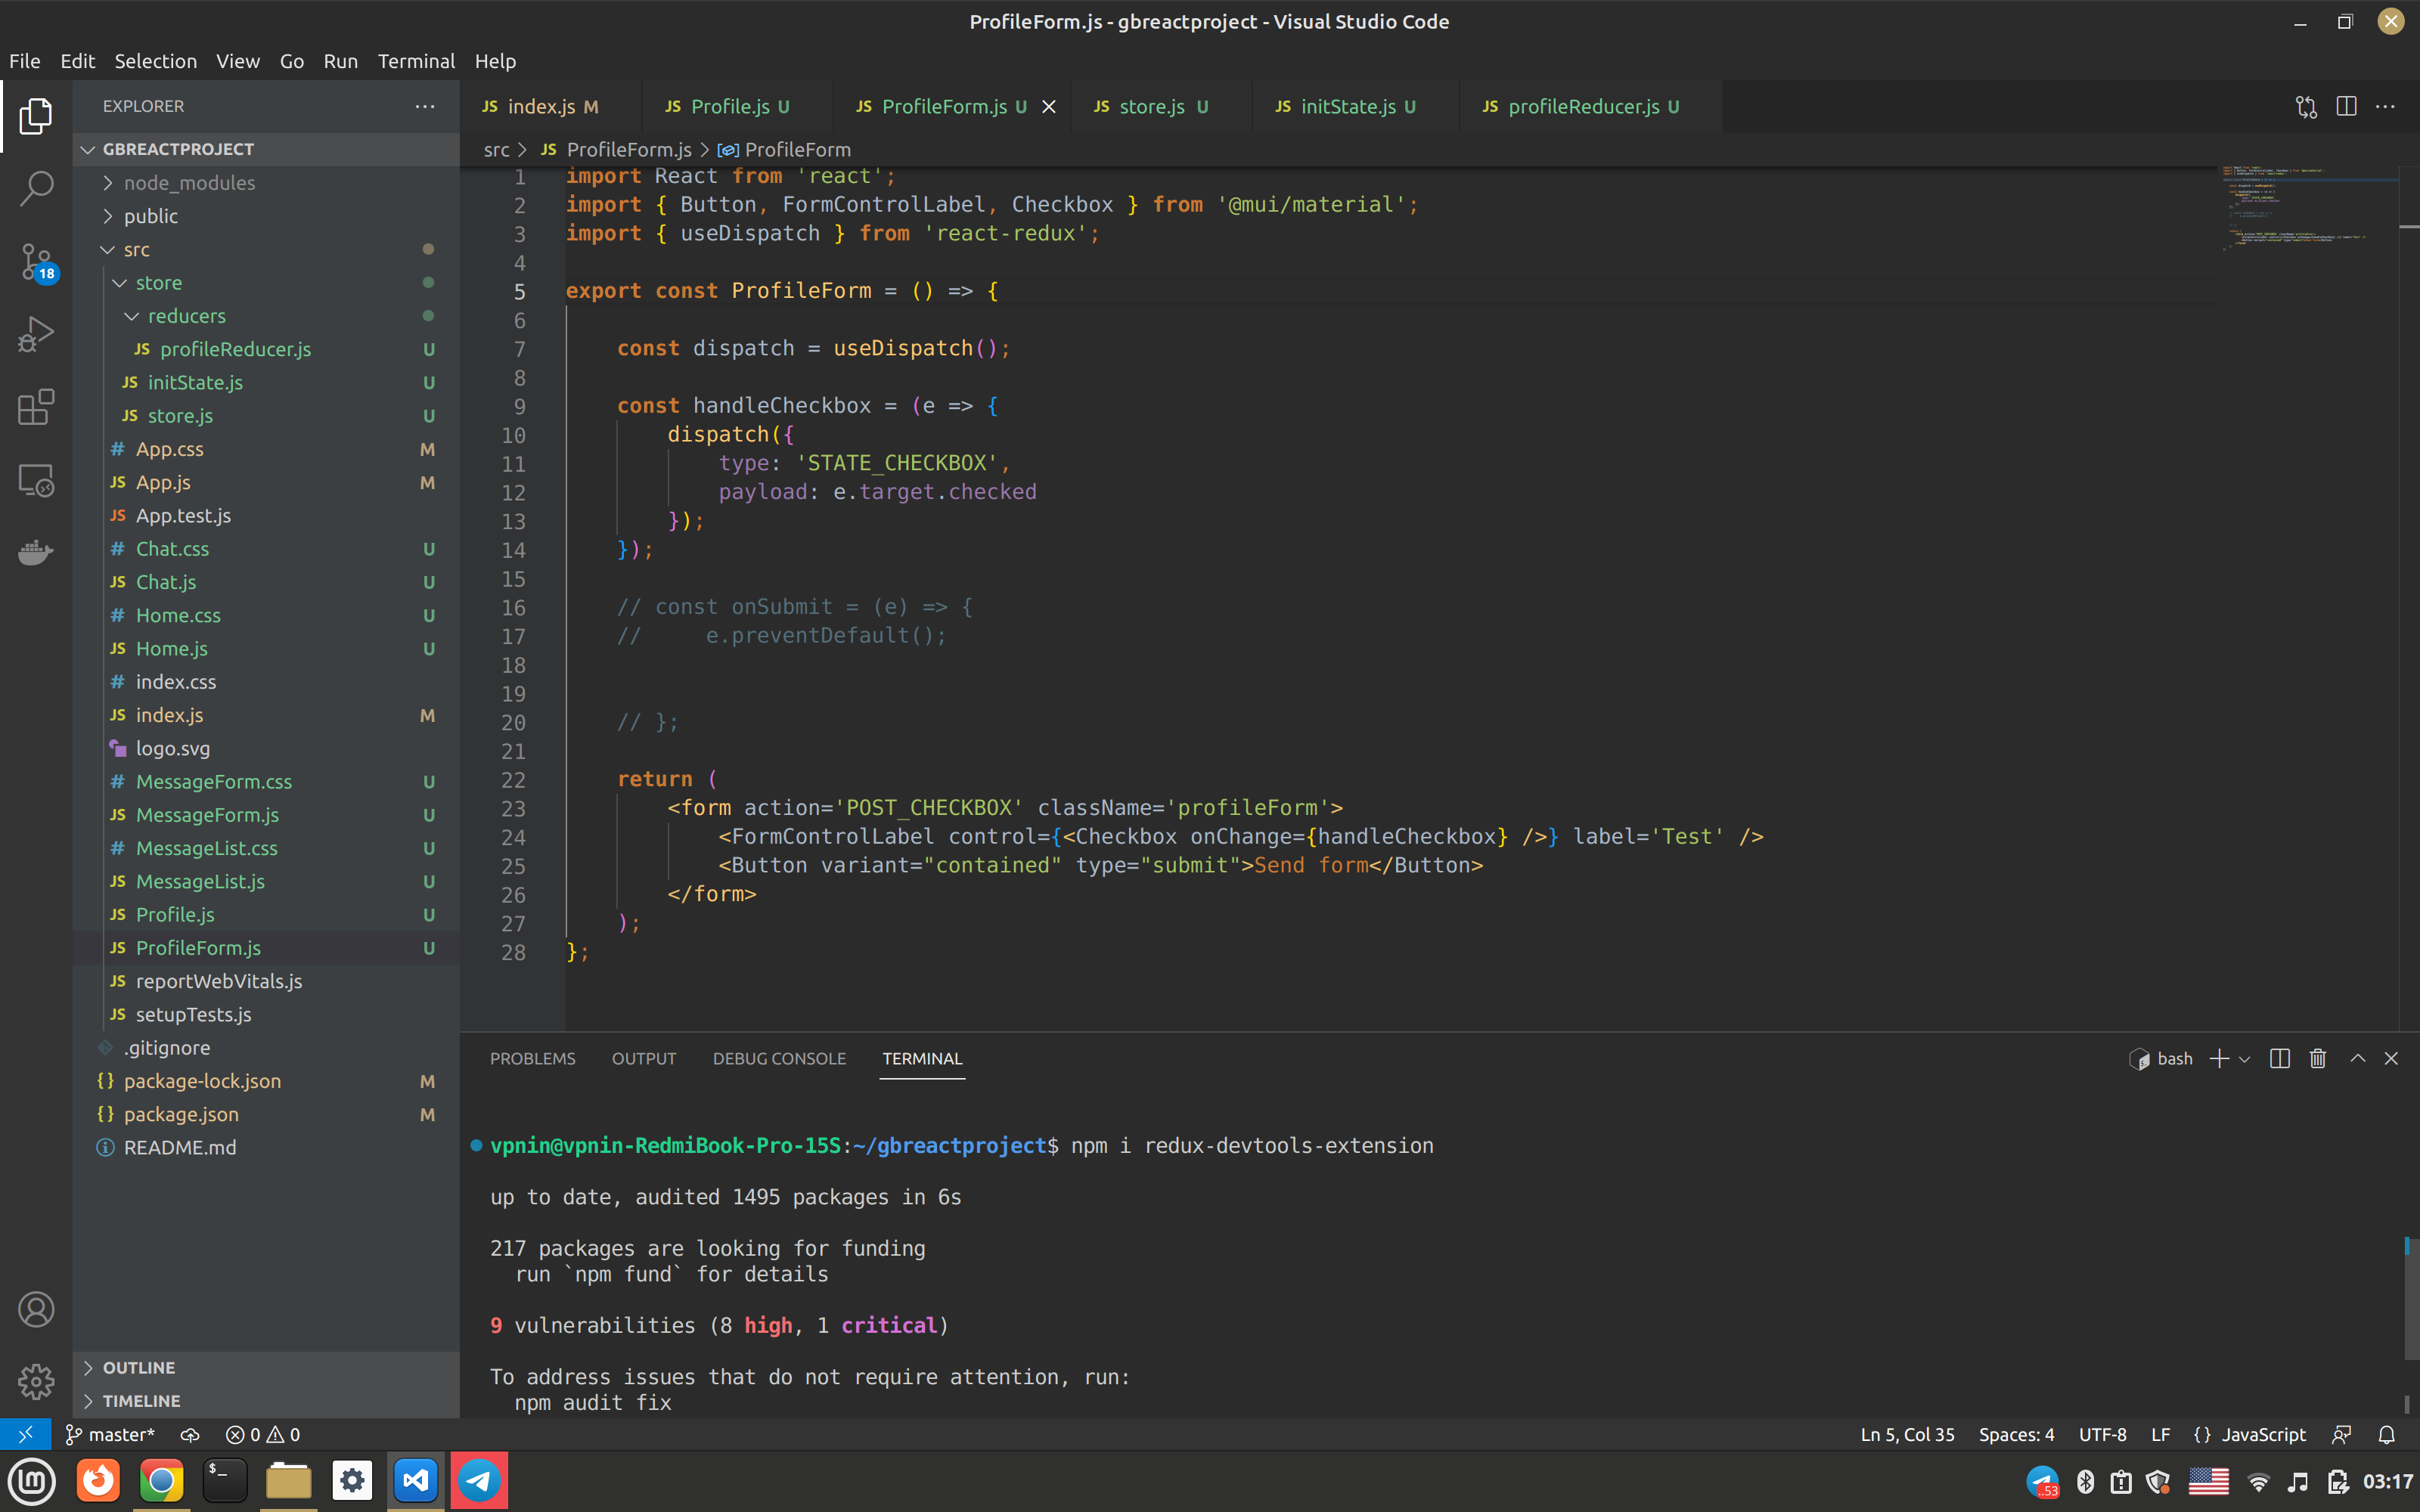 ProfileForm.js - gbreactproject - Visual Studio Code
File Edit Selection View Go Run Terminal Help
EXPLORER
GBREACTPROJECT
node_modules
public
src
store
reducers
JS profileReducer.js U
JS initState.js U
JS store.js U
# App.css M
JS App.js M
JS App.test.js
# Chat.css U
JS Chat.js U
# Home.css U
JS Home.js U
# index.css
JS index.js M
logo.svg
# MessageForm.css U
JS MessageForm.js U
# MessageList.css U
JS MessageList.js U
JS Profile.js U
JS ProfileForm.js U
JS reportWebVitals.js
JS setupTests.js
.gitignore
{} package-lock.json M
{} package.json M
README.md
OUTLINE
TIMELINE
18
JS index.js M JS Profile.js U JS ProfileForm.js U JS store.js U JS initState.js U JS profileReducer.js U
src > JS ProfileForm.js > ProfileForm
1 import React from 'react';
2 import { Button, FormControlLabel, Checkbox } from '@mui/material';
3 import { useDispatch } from 'react-redux';
4
5 export const ProfileForm = () => {
6
7 const dispatch = useDispatch();
8
9 const handleCheckbox = (e => {
10 dispatch({
11 type: 'STATE_CHECKBOX',
12 payload: e.target.checked
13 });
14 });
15
16 // const onSubmit = (e) => {
17 // e.preventDefault();
18
19
20 // };
21
22 return (
23 <form action='POST_CHECKBOX' className='profileForm'>
24 <FormControlLabel control={<Checkbox onChange={handleCheckbox} />} label='Test' />
25 <Button variant="contained" type="submit">Send form</Button>
26 </form>
27 );
28 };
PROBLEMS OUTPUT DEBUG CONSOLE TERMINAL
bash
vpnin@vpnin-RedmiBook-Pro-15S:~/gbreactproject$ npm i redux-devtools-extension
up to date, audited 1495 packages in 6s
217 packages are looking for funding
run `npm fund` for details
9 vulnerabilities (8 high, 1 critical)
To address issues that do not require attention, run:
npm audit fix
master* 0 0
Ln 5, Col 35 Spaces: 4 UTF-8 LF {} JavaScript
..53
03:17